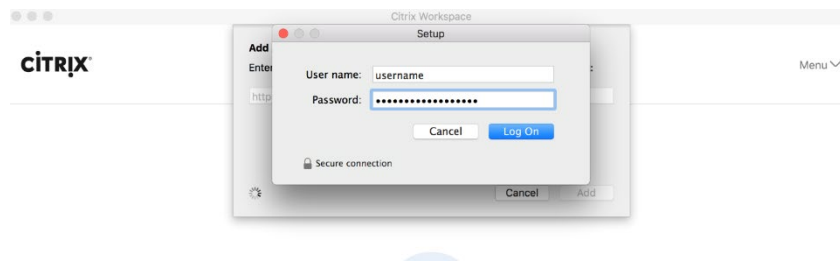 Citrix Workspace
Setup
citrix
Menu
Add
Enter
http
User name: username
Password: ••••••••••••••••••
Cancel Log On
Secure connection
Cancel Add